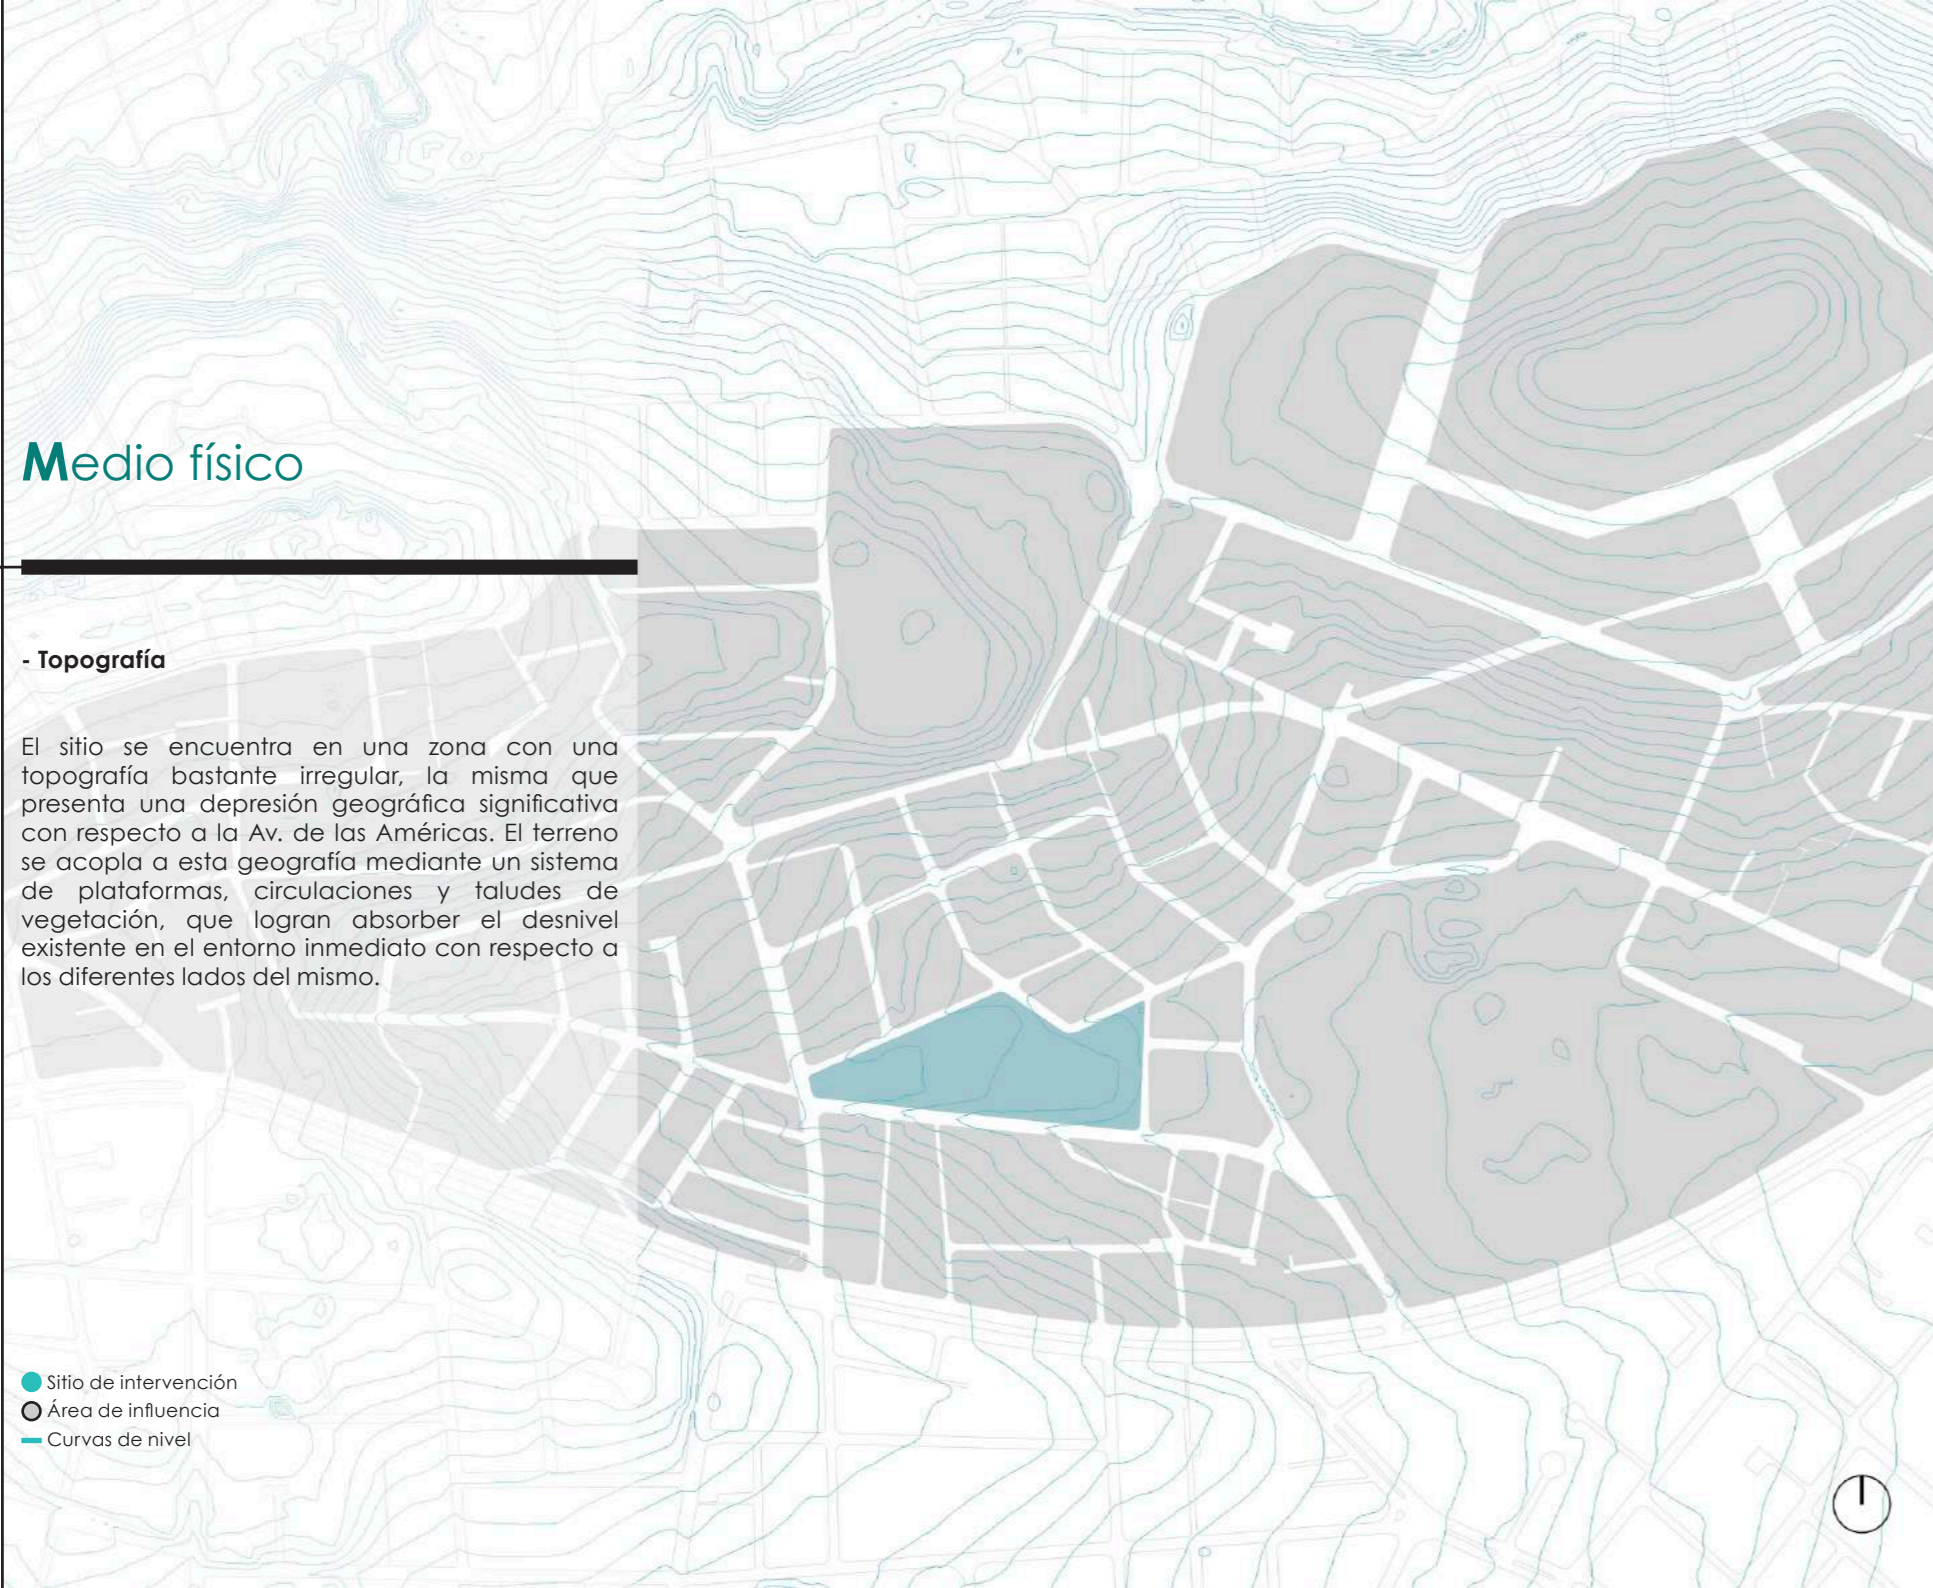 Medio físico
- Topografía
El sitio se encuentra en una zona con una
topografía bastante irregular, la misma que
presenta una depresión geográfica significativa
con respecto a la Av. de las Américas. El terreno
se acopla a esta geografía mediante un sistema
de plataformas, circulaciones y taludes de
vegetación, que logran absorber el desnivel
existente en el entorno inmediato con respecto a
los diferentes lados del mismo.
Sitio de intervención
Área de influencia
Curvas de nivel